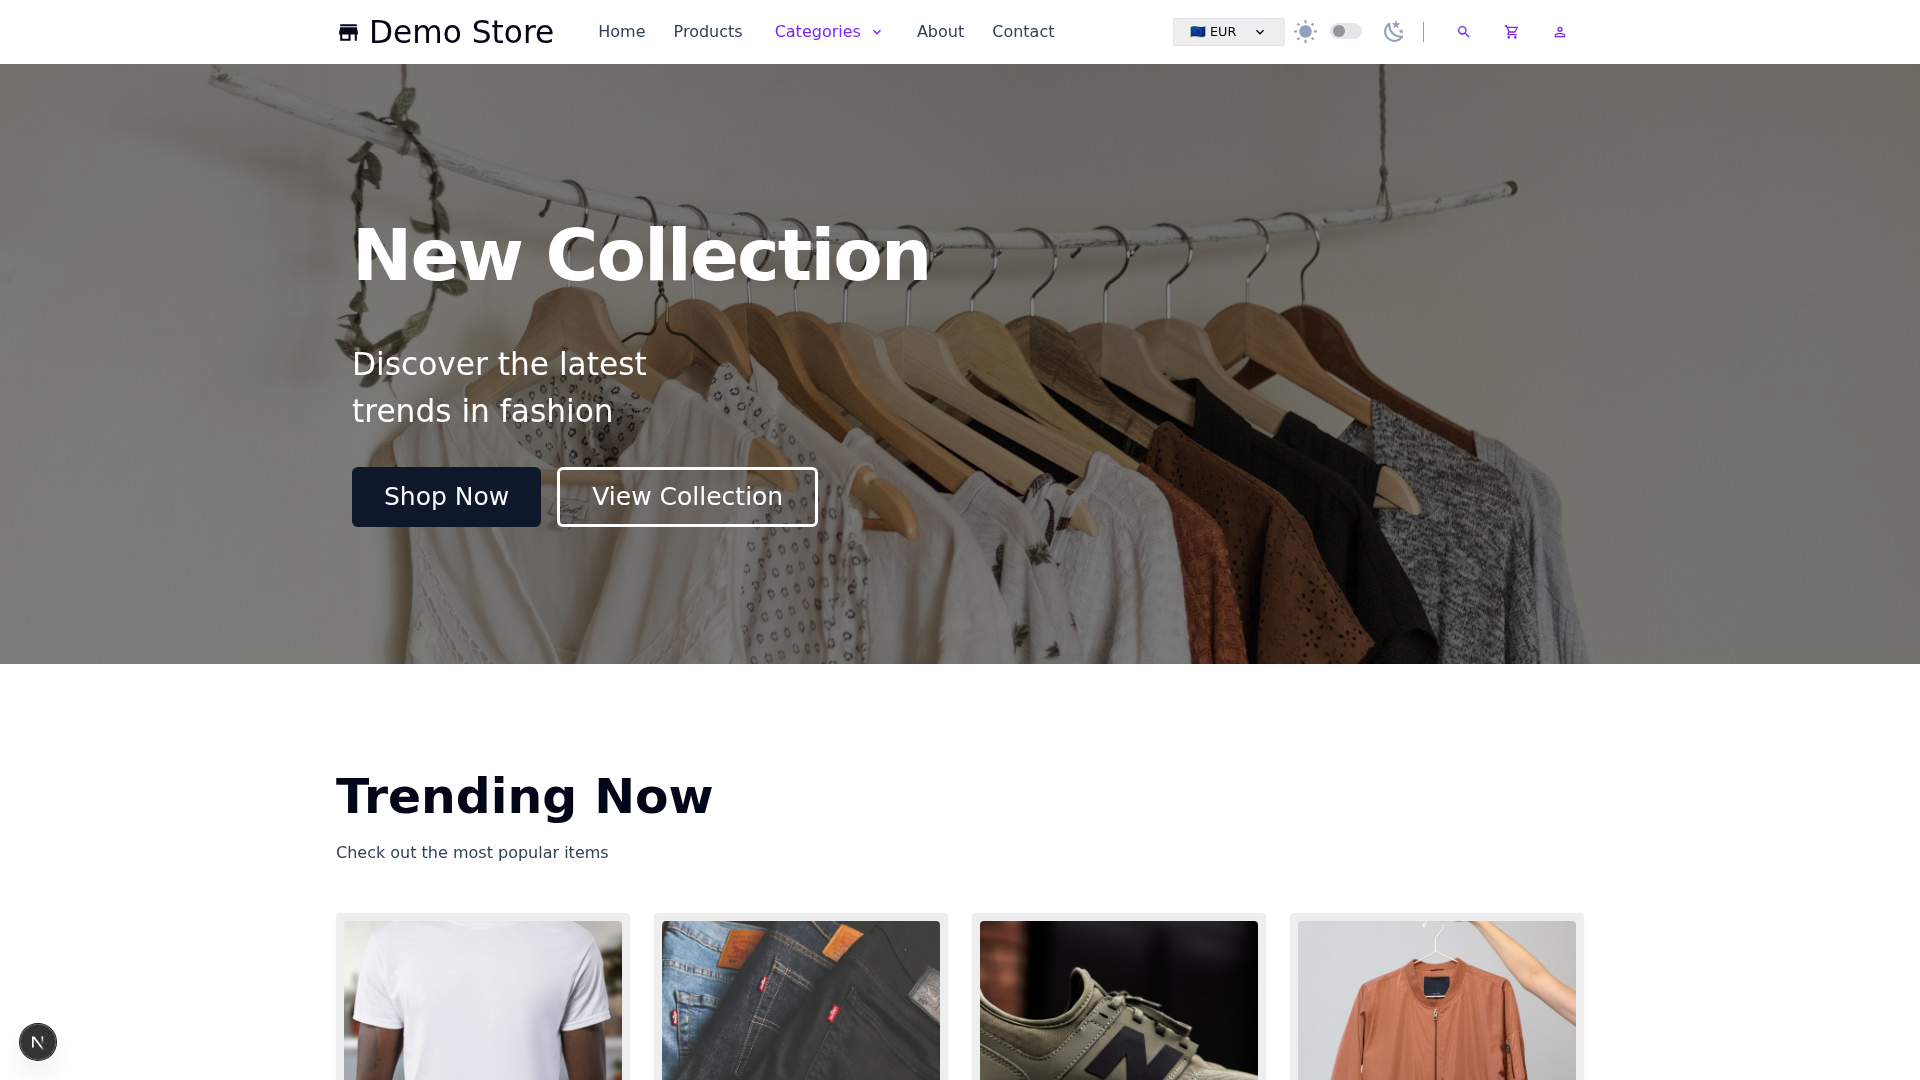 Demo Store
Home
Products
Categories
About
Contact
EUR
New Collection
Discover the latest
trends in fashion
Shop Now
View Collection
Trending Now
Check out the most popular items
N